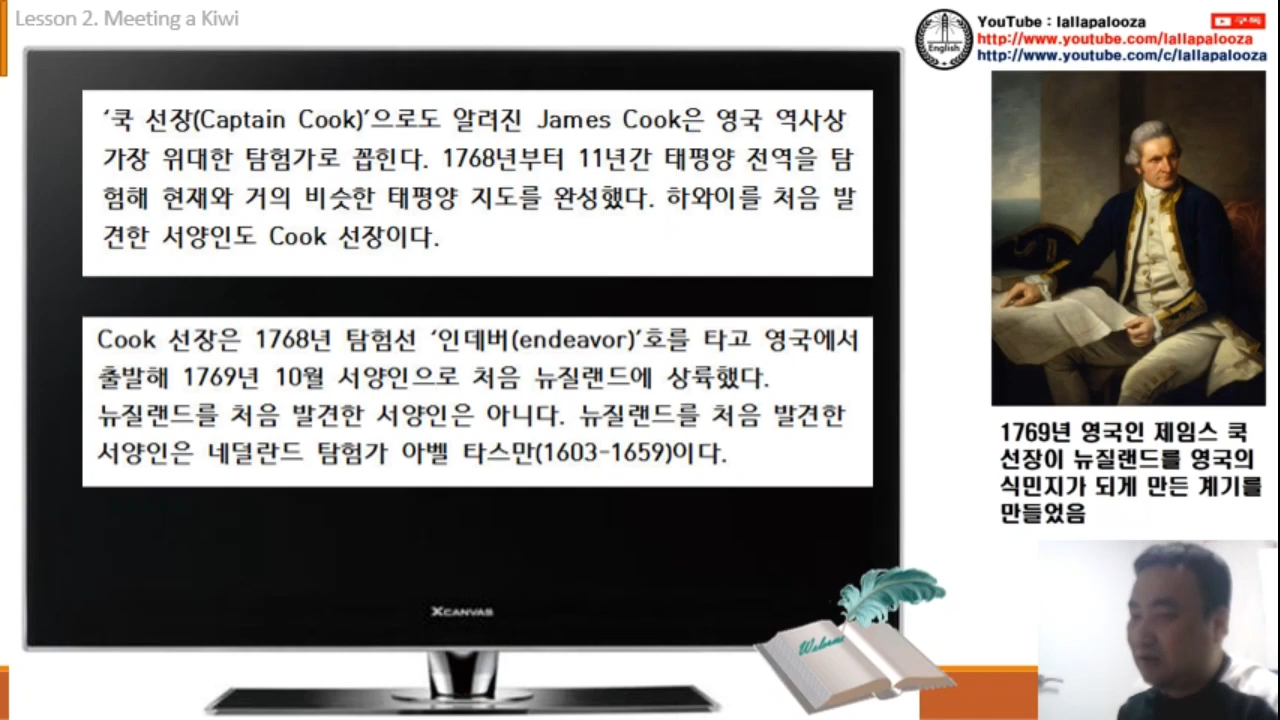 Lesson 2. Meeting a Kiwi
YouTube : lallapalooza
구독
http://www.youtube.com/lallapalooza
http://www.youtube.com/c/lallapalooza
English
‘쿡 선장(Captain Cook)’으로도 알려진 James Cook은 영국 역사상
가장 위대한 탐험가로 꼽힌다. 1768년부터 11년간 태평양 전역을 탐
험해 현재와 거의 비슷한 태평양 지도를 완성했다. 하와이를 처음 발
견한 서양인도 Cook 선장이다.
Cook 선장은 1768년 탐험선 ‘인데버(endeavor)’호를 타고 영국에서
출발해 1769년 10월 서양인으로 처음 뉴질랜드에 상륙했다.
뉴질랜드를 처음 발견한 서양인은 아니다. 뉴질랜드를 처음 발견한
서양인은 네덜란드 탐험가 아벨 타스만(1603-1659)이다.
1769년 영국인 제임스 쿡
선장이 뉴질랜드를 영국의
식민지가 되게 만든 계기를
만들었음
XCANVAS
Welcome